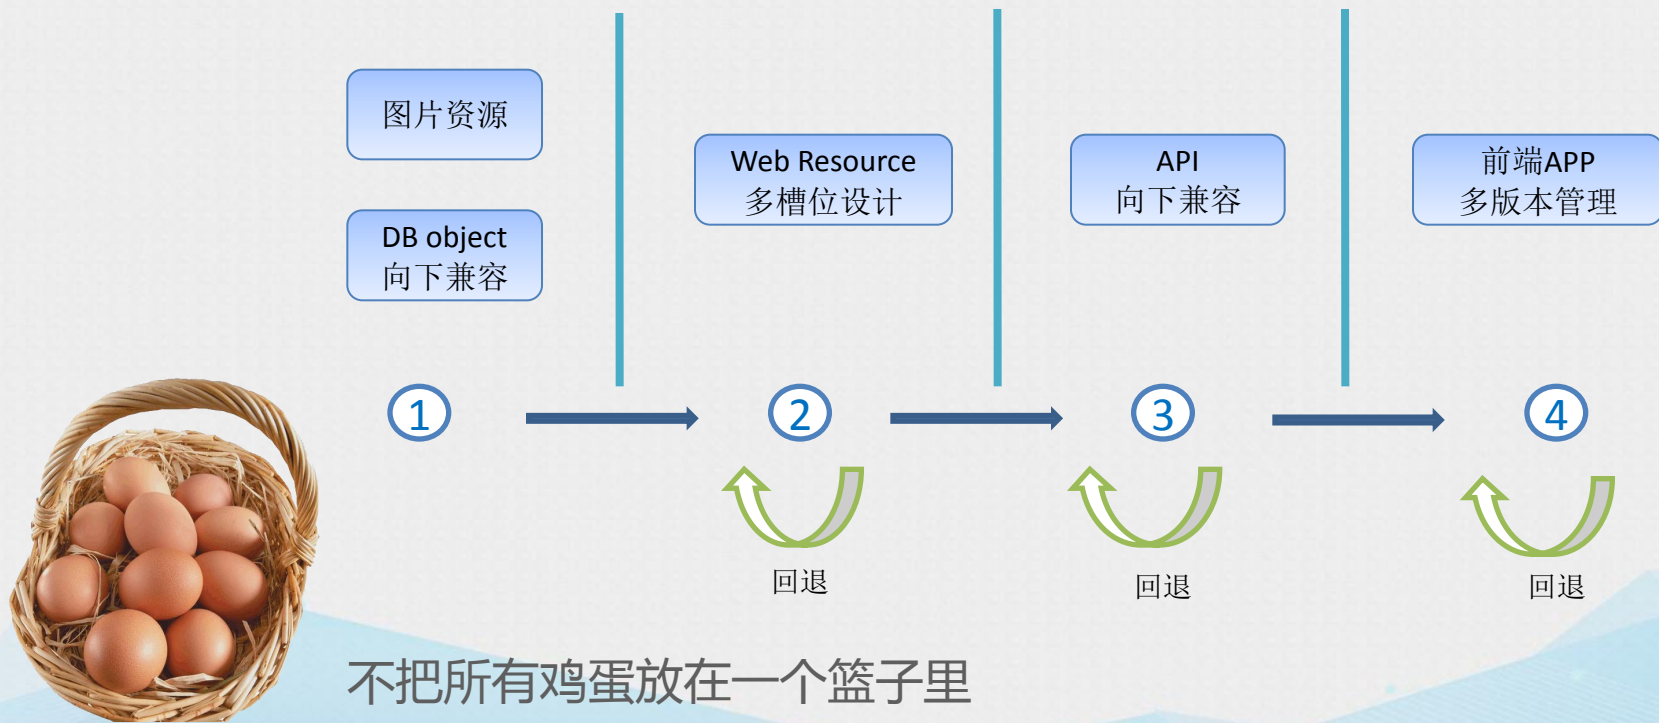 图片资源
DB object
向下兼容
Web Resource
多槽位设计
API
向下兼容
前端APP
多版本管理
1
2
3
4
回退
回退
回退
不把所有鸡蛋放在一个篮子里